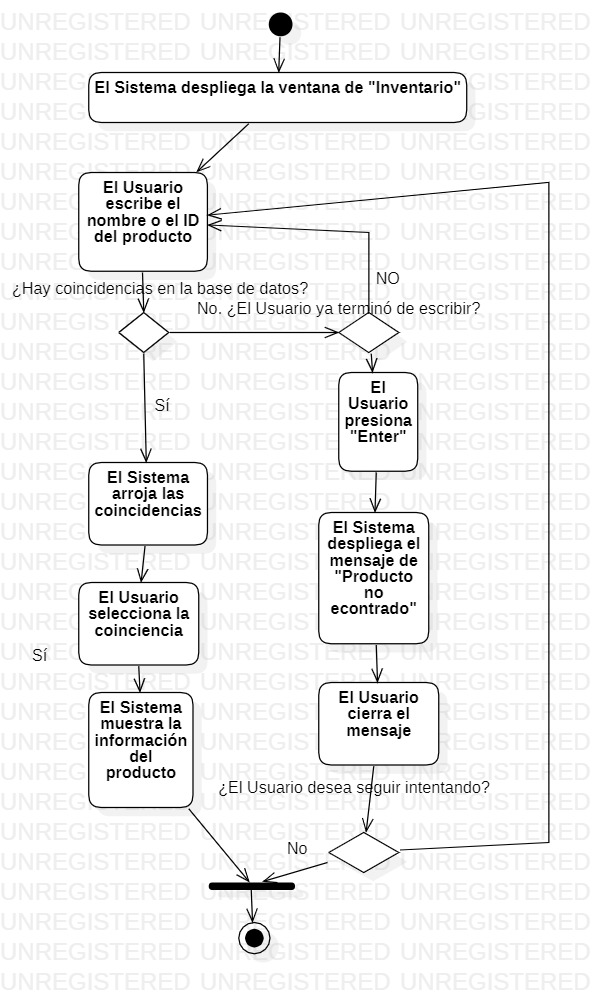 El Sistema despliega la ventana de "Inventario"
El Usuario
escribe el
nombre o el ID
del producto
¿Hay coincidencias en la base de datos?
NO
No. ¿El Usuario ya terminó de escribir?
Sí
El
Usuario
presiona
"Enter"
El Sistema
arroja las
coincidencias
El Sistema
despliega el
mensaje de
"Producto
no
econtrado"
El Usuario
selecciona la
coinciencia
Sí
El Sistema
muestra la
información
del
producto
El Usuario
cierra el
mensaje
¿El Usuario desea seguir intentando?
No
UNREGISTERED